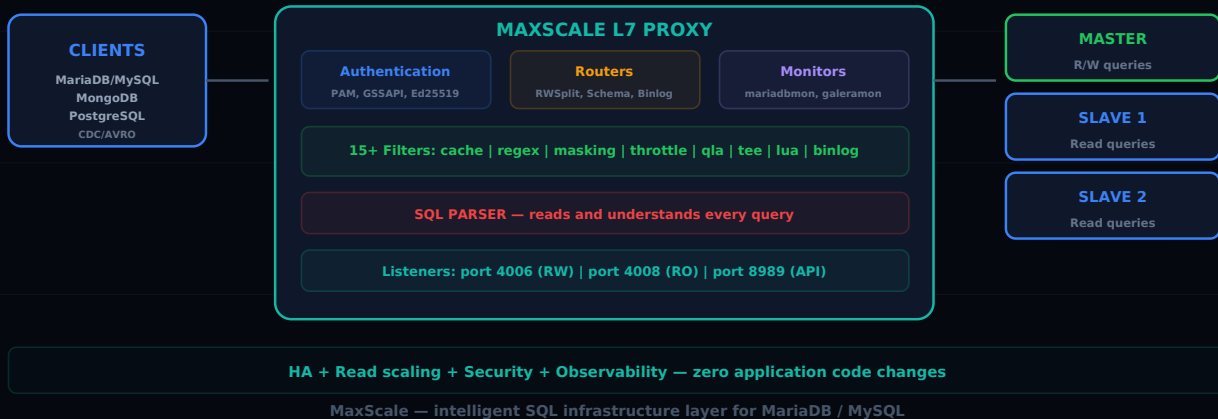 CLIENTS
MariaDB/MySQL
MongoDB
PostgreSQL
CDC/AVRO
MAXSCALE L7 PROXY
Authentication
PAM, GSSAPI, Ed25519
Routers
RWSplit, Schema, Binlog
Monitors
mariadbmon, galeramon
15+ Filters: cache | regex | masking | throttle | qla | tee | lua | binlog
SQL PARSER — reads and understands every query
Listeners: port 4006 (RW) | port 4008 (RO) | port 8989 (API)
MASTER
R/W queries
SLAVE 1
Read queries
SLAVE 2
Read queries
HA + Read scaling + Security + Observability — zero application code changes
MaxScale — intelligent SQL infrastructure layer for MariaDB / MySQL